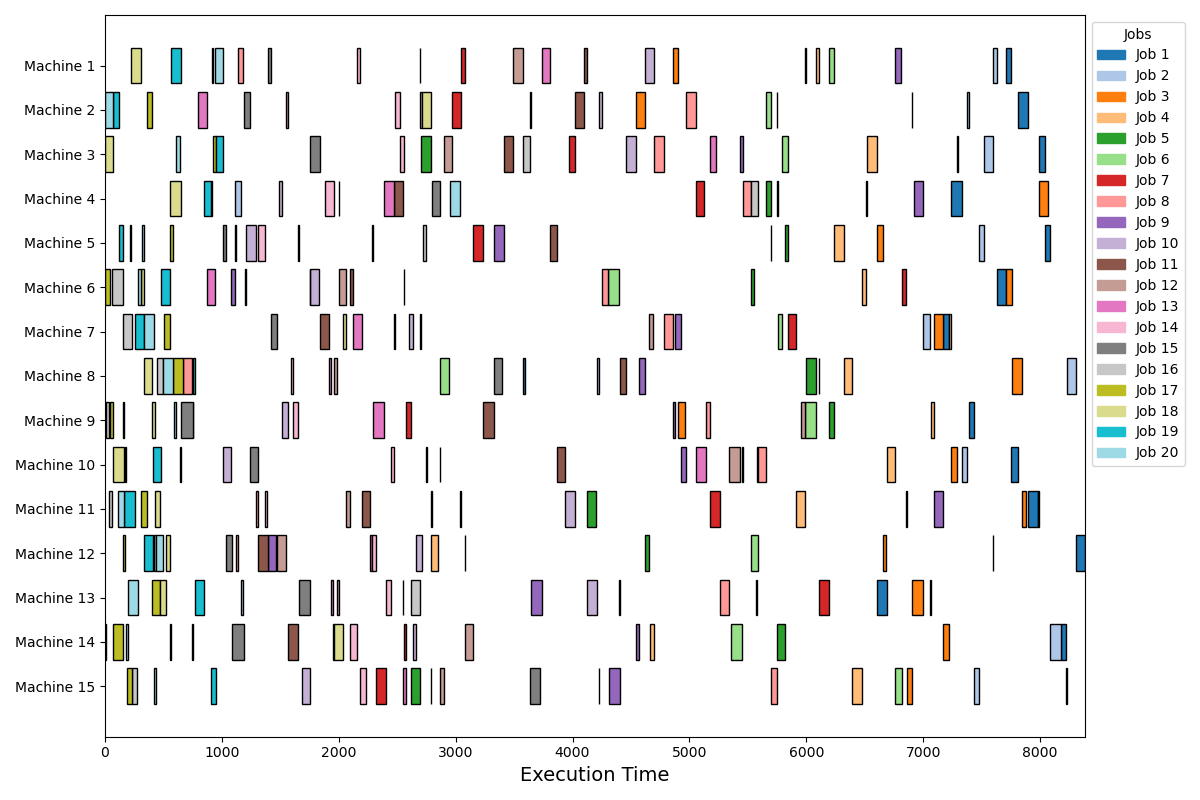 Machine 1
Machine 2
Machine 3
Machine 4
Machine 5
Machine 6
Machine 7
Machine 8
Machine 9
Machine 10
Machine 11
Machine 12
Machine 13
Machine 14
Machine 15
0 1000 2000 3000 4000 5000 6000 7000 8000
Execution Time
Jobs
Job 1
Job 2
Job 3
Job 4
Job 5
Job 6
Job 7
Job 8
Job 9
Job 10
Job 11
Job 12
Job 13
Job 14
Job 15
Job 16
Job 17
Job 18
Job 19
Job 20